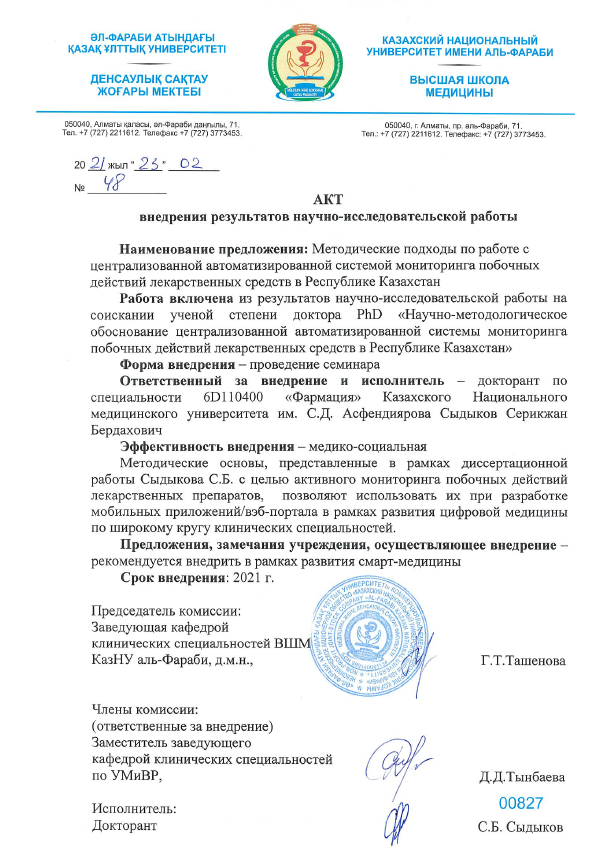 ӘЛ-ФАРАБИ АТЫНДАҒЫ
ҚАЗАҚ ҰЛТТЫҚ УНИВЕРСИТЕТІ
ДЕНСАУЛЫҚ САҚТАУ
ЖОҒАРЫ МЕКТЕБІ
КАЗАХСКИЙ НАЦИОНАЛЬНЫЙ
УНИВЕРСИТЕТ ИМЕНИ АЛЬ-ФАРАБИ
ВЫСШАЯ ШКОЛА
МЕДИЦИНЫ
050040, Алматы қаласы, әл-Фараби даңғылы, 71.
Тел. +7 (727) 2211612. Телефакс +7 (727) 3773453.
050040, г. Алматы, пр. аль-Фараби, 71.
Тел.: +7 (727) 2211612. Телефакс: +7 (727) 3773453.
20 21 жыл "23" 02
№ 48
АКТ
внедрения результатов научно-исследовательской работы
Наименование предложения: Методические подходы по работе с
централизованной автоматизированной системой мониторинга побочных
действий лекарственных средств в Республике Казахстан
Работа включена из результатов научно-исследовательской работы на
соискании ученой степени доктора PhD «Научно-методологическое
обоснование централизованной автоматизированной системы мониторинга
побочных действий лекарственных средств в Республике Казахстан»
Форма внедрения – проведение семинара
Ответственный за внедрение и исполнитель – докторант по
специальности 6D110400 «Фармация» Казахского Национального
медицинского университета им. С.Д. Асфендиярова Сыдыков Серикжан
Бердахович
Эффективность внедрения – медико-социальная
Методические основы, представленные в рамках диссертационной
работы Сыдыкова С.Б. с целью активного мониторинга побочных действий
лекарственных препаратов, позволяют использовать их при разработке
мобильных приложений/вэб-портала в рамках развития цифровой медицины
по широкому кругу клинических специальностей.
Предложения, замечания учреждения, осуществляющее внедрение –
рекомендуется внедрить в рамках развития смарт-медицины
Срок внедрения: 2021 г.
Председатель комиссии:
Заведующая кафедрой
клинических специальностей ВШМ
КазНУ аль-Фараби, д.м.н.,
Г.Т.Ташенова
Члены комиссии:
(ответственные за внедрение)
Заместитель заведующего
кафедрой клинических специальностей
по УМиВР,
Д.Д.Тынбаева
00827
Исполнитель:
Докторант
С.Б. Сыдыков